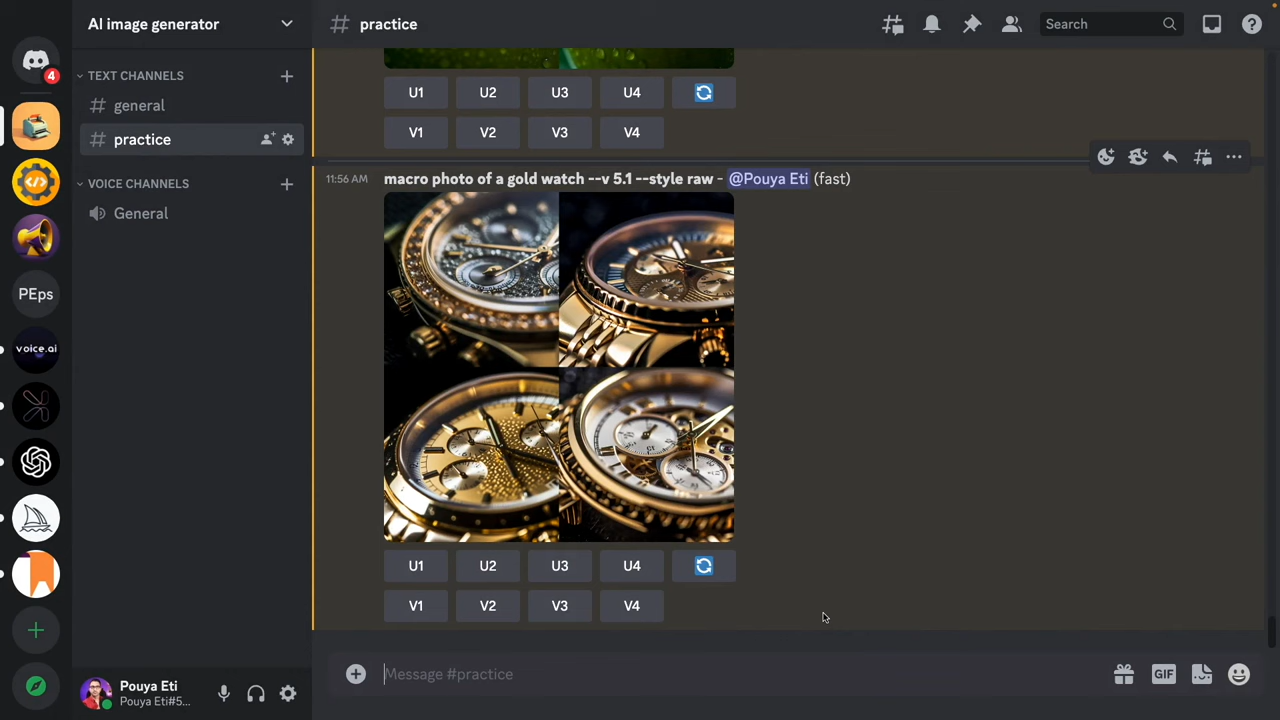 AI image generator
# practice
Search
4
TEXT CHANNELS
# general
# practice
VOICE CHANNELS
General
PEps
voice.ai
U1 U2 U3 U4
V1 V2 V3 V4
11:56 AM macro photo of a gold watch --v 5.1 --style raw - @Pouya Eti (fast)
U1 U2 U3 U4
V1 V2 V3 V4
Message #practice
GIF
Pouya Eti
Pouya Eti#5...